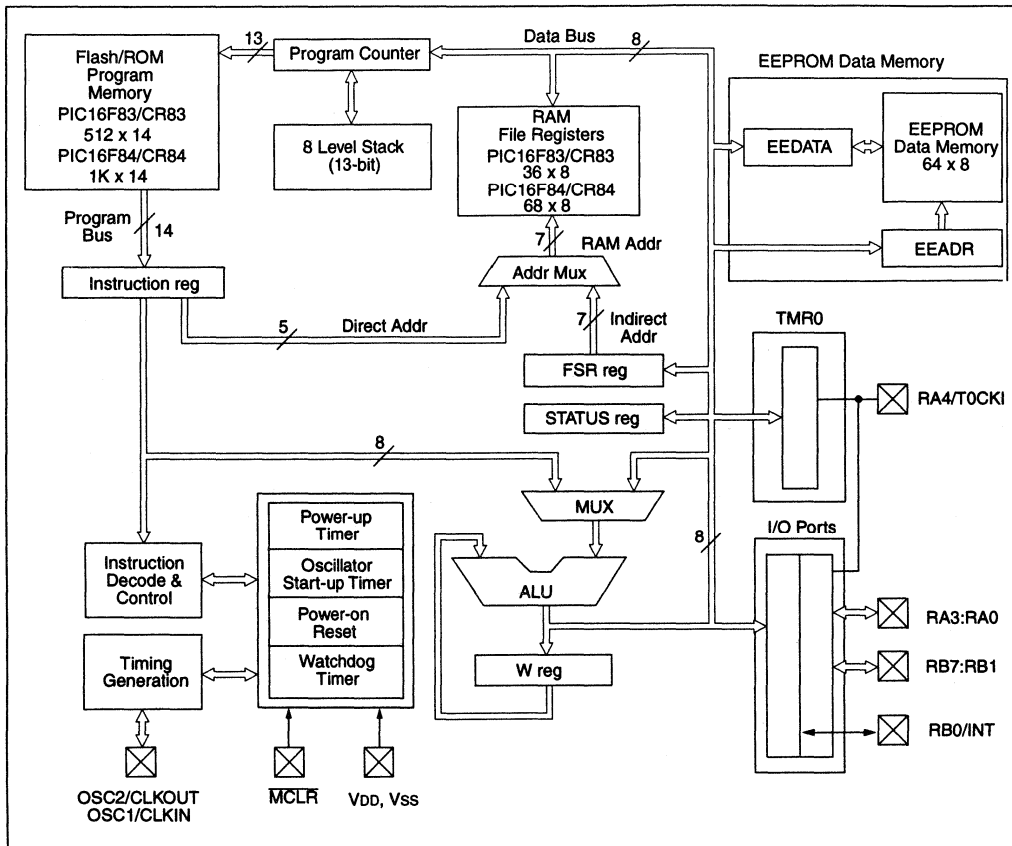 Flash/ROM
Program
Memory
PIC16F83/CR83
512 x 14
PIC16F84/CR84
1K x 14
13
Program Counter
8 Level Stack
(13-bit)
Data Bus
8
RAM
File Registers
PIC16F83/CR83
36 x 8
PIC16F84/CR84
68 x 8
EEPROM Data Memory
EEDATA
EEPROM
Data Memory
64 x 8
EEADR
Program
Bus
14
7
RAM Addr
Addr Mux
Instruction reg
5
Direct Addr
7
Indirect
Addr
FSR reg
STATUS reg
TMR0
RA4/T0CKI
8
MUX
8
I/O Ports
Power-up
Timer
Oscillator
Start-up Timer
Power-on
Reset
Watchdog
Timer
Instruction
Decode &
Control
Timing
Generation
ALU
W reg
RA3:RA0
RB7:RB1
RB0/INT
OSC2/CLKOUT
OSC1/CLKIN
MCLR
VDD, VSS